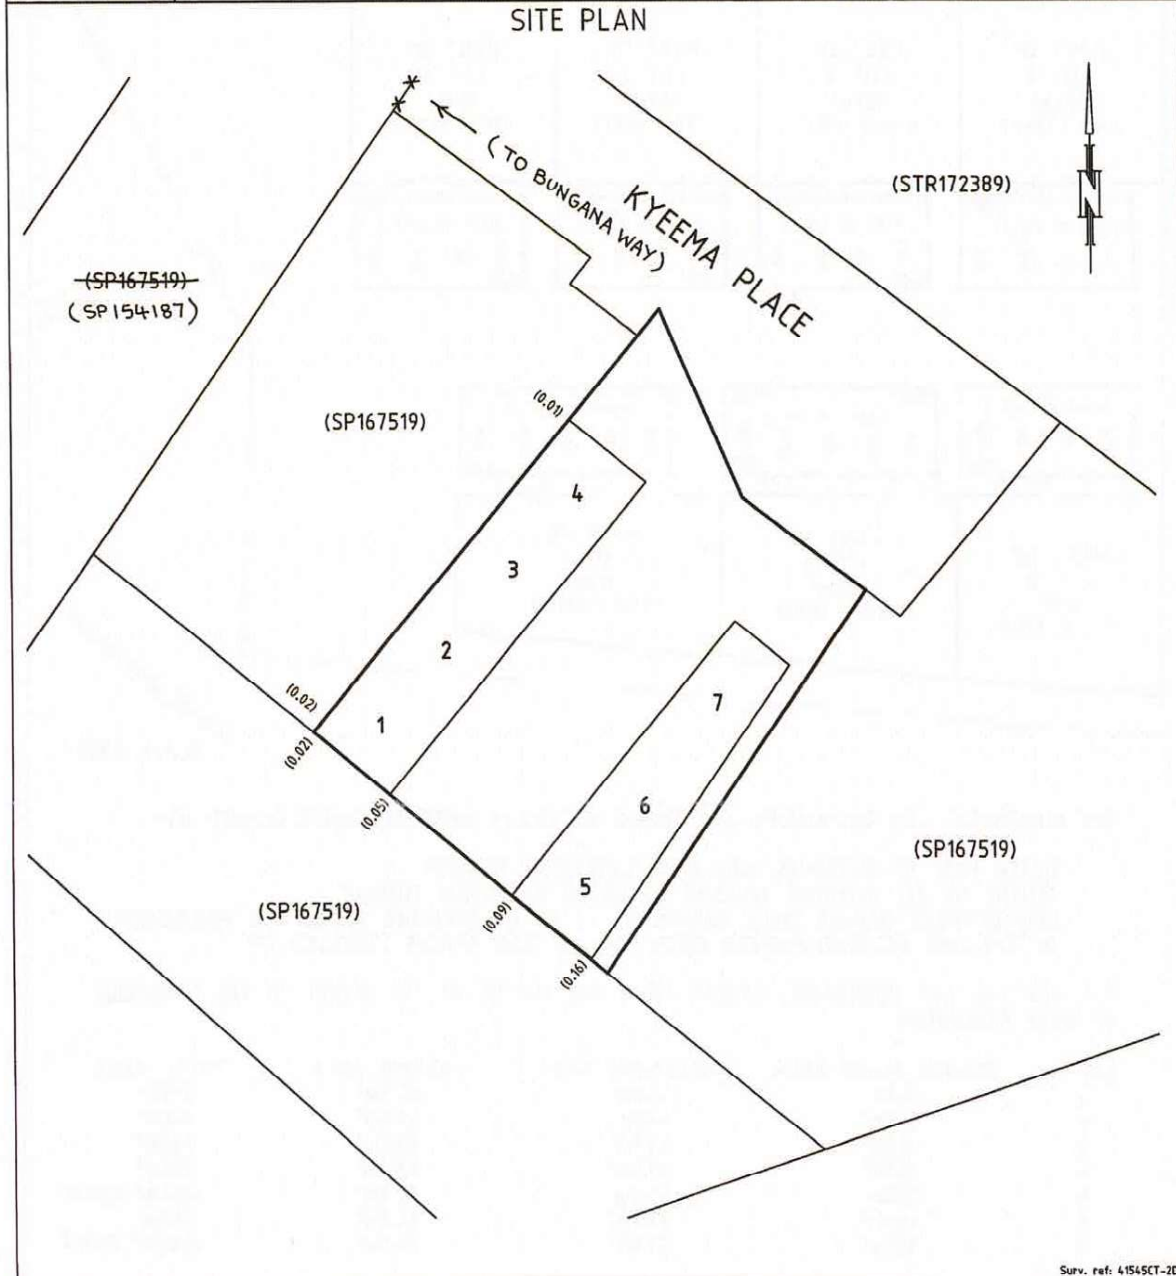 SITE PLAN
(TO BUNGANA WAY)
KYEEMA PLACE
(STR172389)
N
(SP167519)
(SP154187)
(SP167519)
(0.01)
4
3
2
1
(0.02)
(0.02)
(0.05)
7
6
5
(0.09)
(0.16)
(SP167519)
(SP167519)
Surv. ref: 41545CT-2E